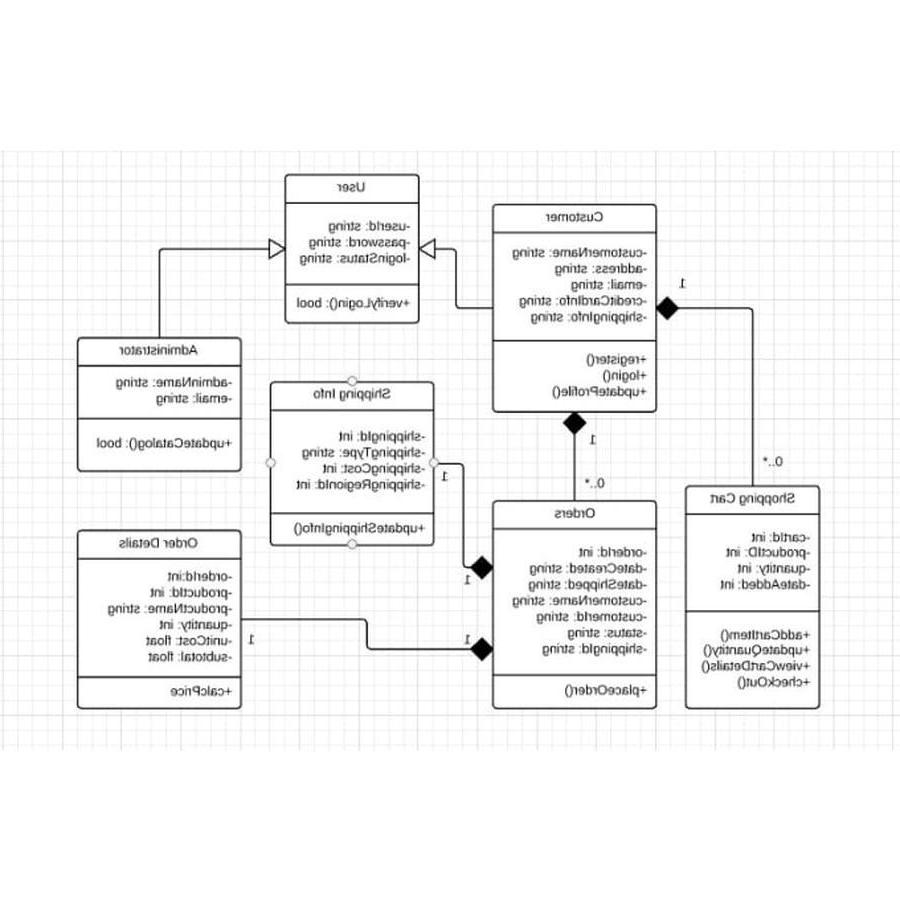 User
-userId: string
-password: string
-loginStatus: string
+verifyLogin(): bool
Customer
-customerName: string
-address: string
-email: string
-creditCardInfo: string
-shippingInfo: string
+register()
+login()
+updateProfile()
1
1
0..*
0..*
Administrator
-adminName: string
-email: string
+updateCatalog(): bool
Shipping Info
-shippingId: int
-shippingType: string
-shippingCost: int
-shippingRegionId: int
+updateShippingInfo()
1
1
Shopping Cart
-cartId: int
-productID: int
-quantity: int
-dateAdded: int
+addCartItem()
+updateQuantity()
+viewCartDetails()
+checkOut()
Orders
-orderId: int
-dateCreated: string
-dateShipped: string
-customerName: string
-customerId: string
-status: string
-shippingId: string
+placeOrder()
Order Details
-orderId:int
-productId: int
-productName: string
-quantity: int
-unitCost: float
-subtotal: float
+calcPrice
1
1